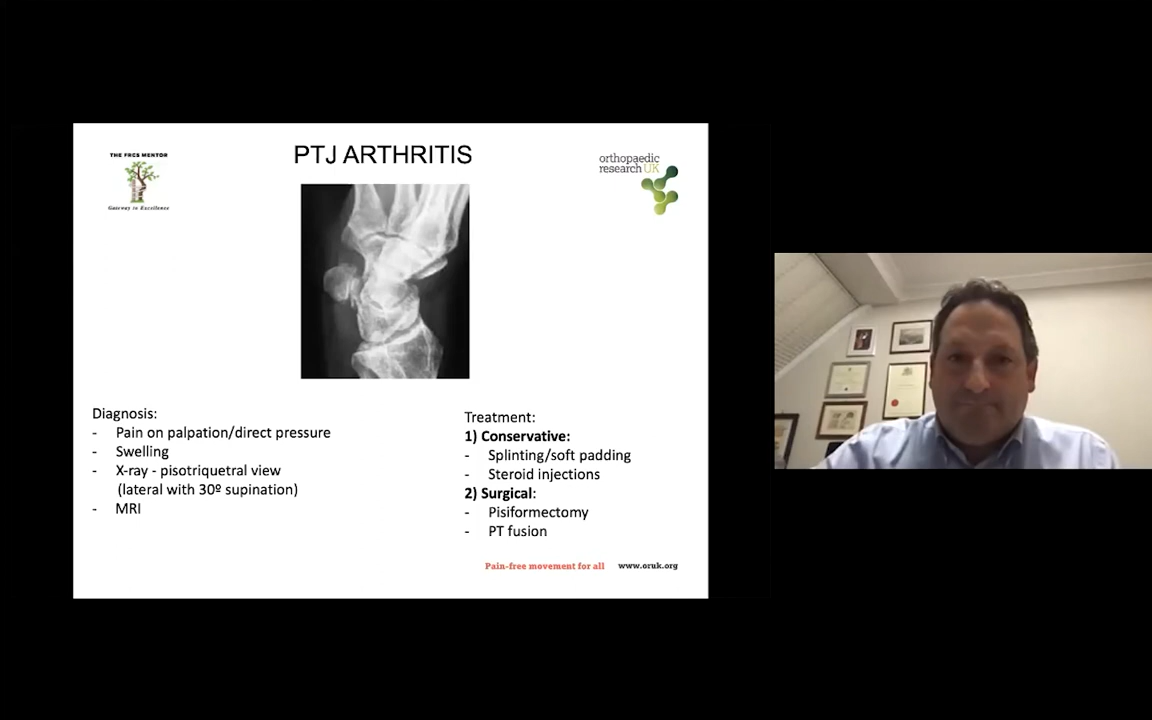 PTJ ARTHRITIS
THE FRCS MENTOR
Gateway to Excellence
orthopaedic
research UK
Diagnosis:
- Pain on palpation/direct pressure
- Swelling
- X-ray - pisotriquetral view
(lateral with 30º supination)
- MRI
Treatment:
1) Conservative:
- Splinting/soft padding
- Steroid injections
2) Surgical:
- Pisiformectomy
- PT fusion
Pain-free movement for all www.oruk.org